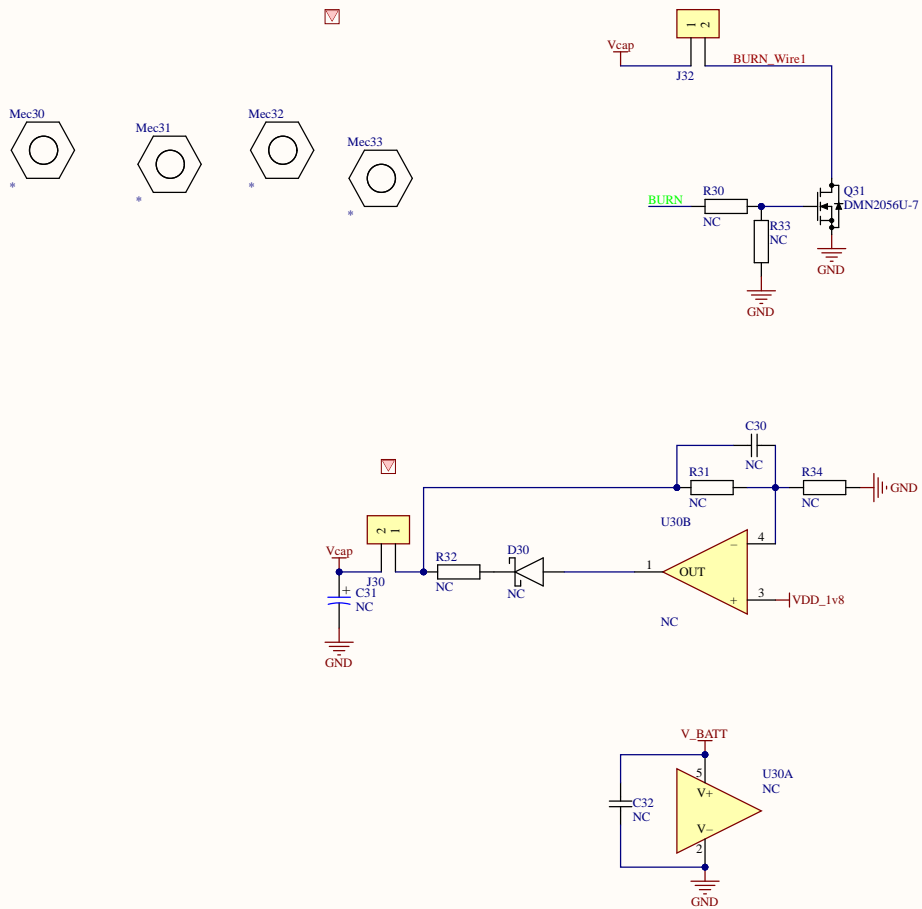 1 2
Vcap
BURN_Wire1
J32
Mec30
*
Mec31
*
Mec32
*
Mec33
*
BURN
R30
NC
R33
NC
Q31
DMN2056U-7
GND
GND
C30
NC
R31
NC
R34
NC
GND
U30B
4
−
OUT
1
+
3
VDD_1v8
NC
2 1
Vcap
J30
+
C31
NC
GND
R32
NC
D30
NC
V_BATT
5
V+
U30A
NC
C32
NC
V−
2
GND